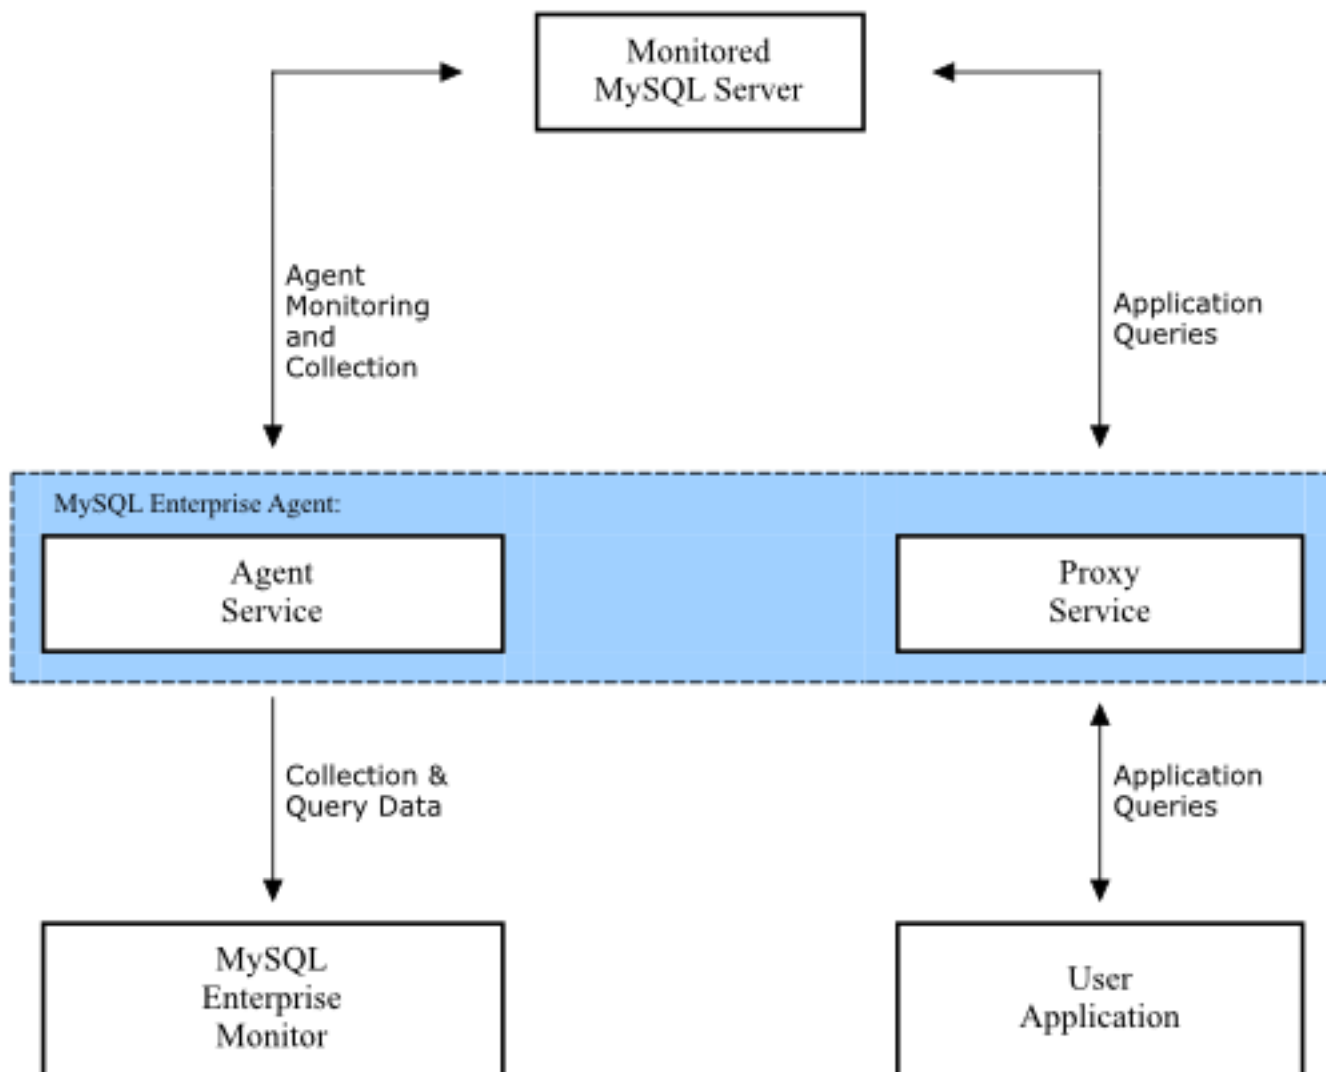 Monitored
MySQL Server
Agent
Monitoring
and
Collection
Application
Queries
MySQL Enterprise Agent:
Agent
Service
Proxy
Service
Collection &
Query Data
Application
Queries
MySQL
Enterprise
Monitor
User
Application